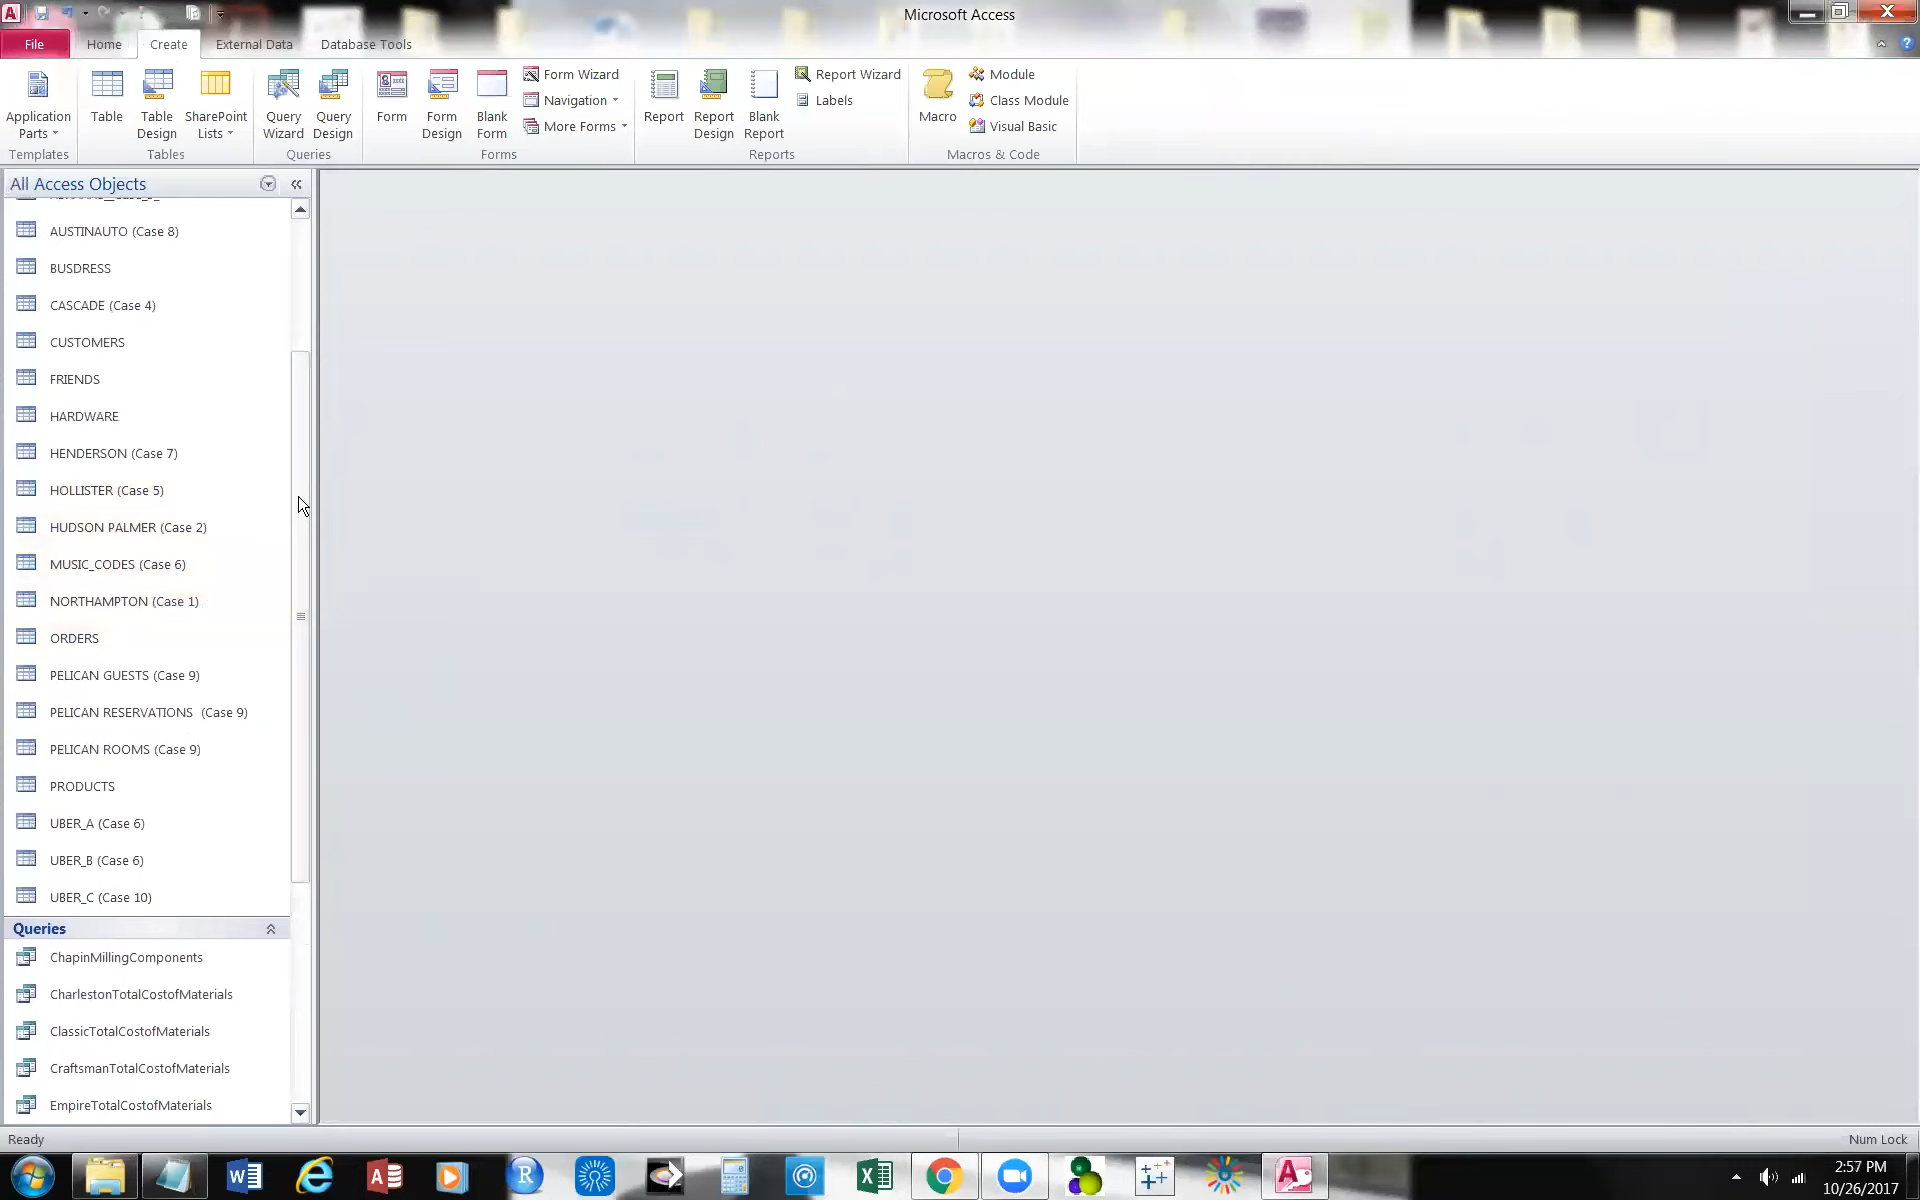 Microsoft Access
File Home Create External Data Database Tools
Application Parts
Table
Table Design
SharePoint Lists
Query Wizard
Query Design
Form
Form Design
Blank Form
Form Wizard
Navigation
More Forms
Report
Report Design
Blank Report
Report Wizard
Labels
Macro
Module
Class Module
Visual Basic
Templates Tables Queries Forms Reports Macros & Code
All Access Objects
AUSTINAUTO (Case 8)
BUSDRESS
CASCADE (Case 4)
CUSTOMERS
FRIENDS
HARDWARE
HENDERSON (Case 7)
HOLLISTER (Case 5)
HUDSON PALMER (Case 2)
MUSIC_CODES (Case 6)
NORTHAMPTON (Case 1)
ORDERS
PELICAN GUESTS (Case 9)
PELICAN RESERVATIONS (Case 9)
PELICAN ROOMS (Case 9)
PRODUCTS
UBER_A (Case 6)
UBER_B (Case 6)
UBER_C (Case 10)
Queries
ChapinMillingComponents
CharlestonTotalCostofMaterials
ClassicTotalCostofMaterials
CraftsmanTotalCostofMaterials
EmpireTotalCostofMaterials
Ready
Num Lock
2:57 PM
10/26/2017